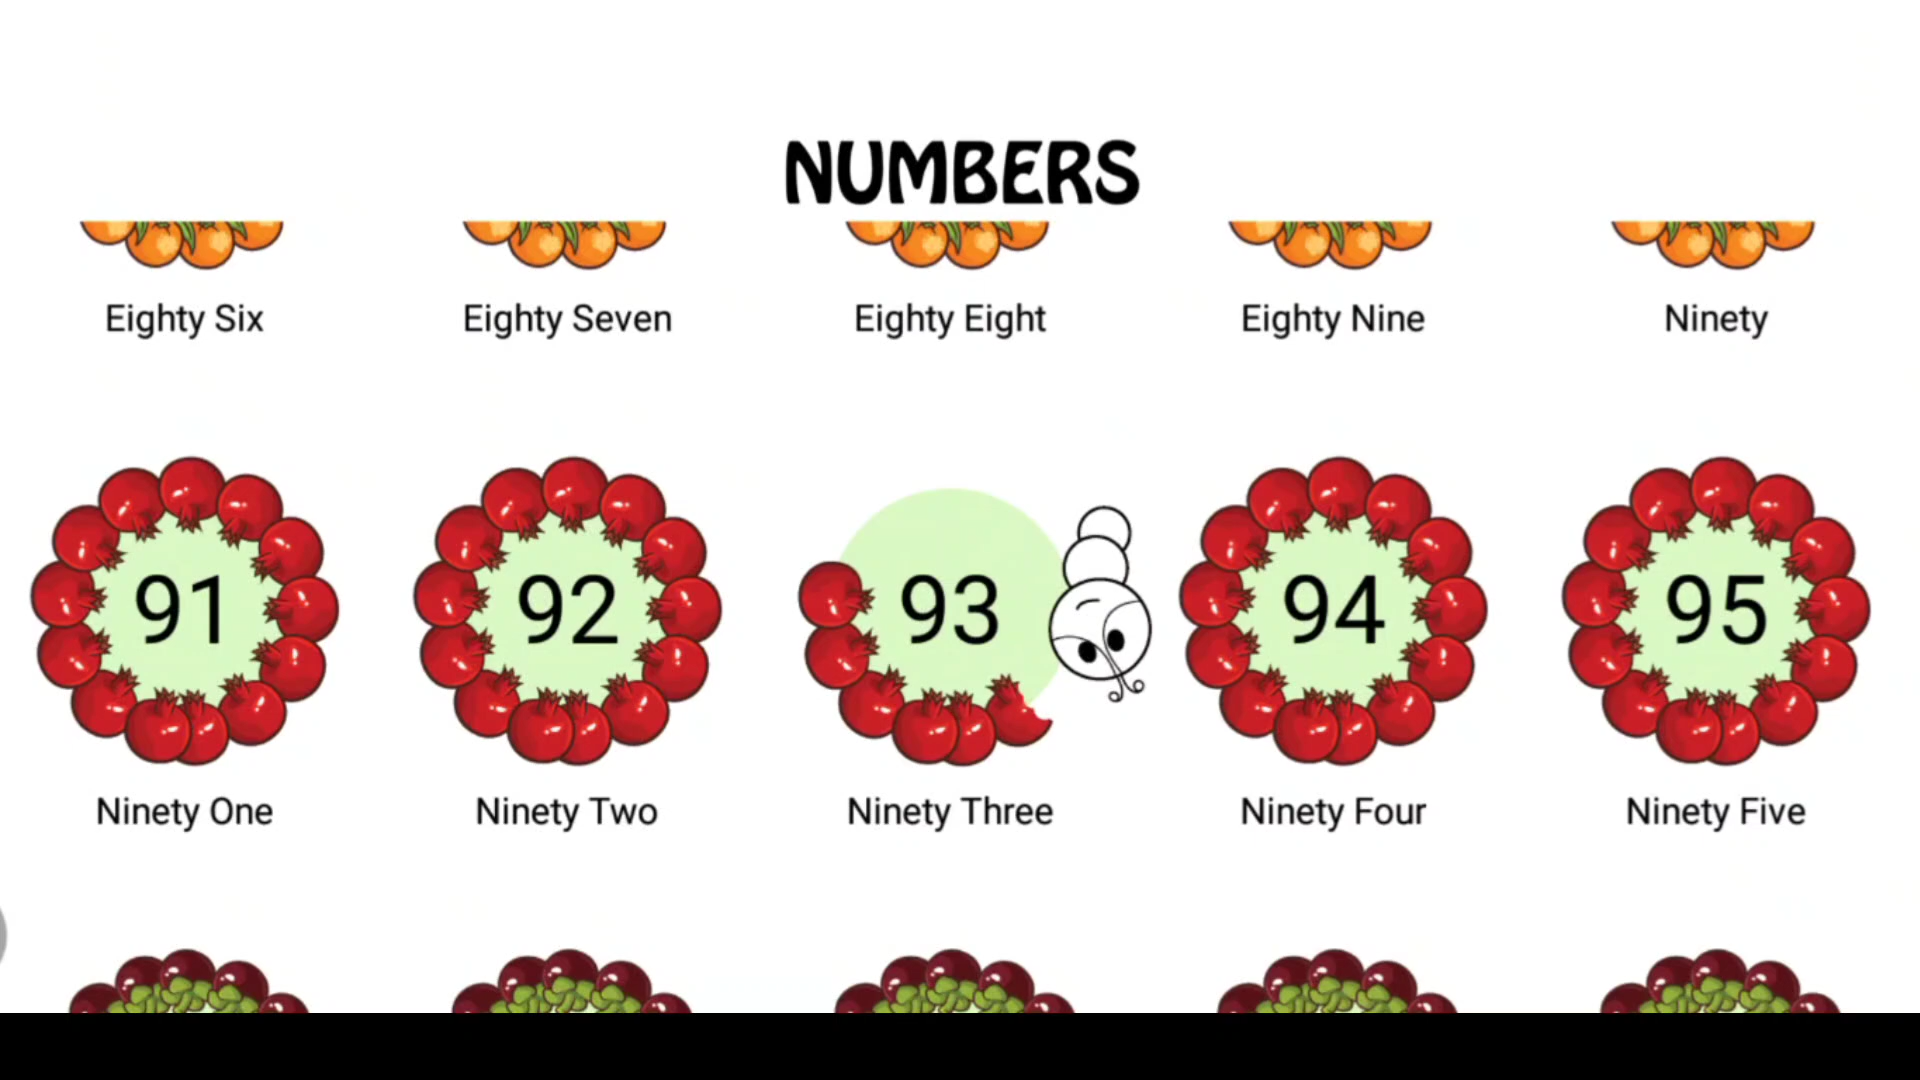 NUMBERS
Eighty Six
Eighty Seven
Eighty Eight
Eighty Nine
Ninety
91
92
93
94
95
Ninety One
Ninety Two
Ninety Three
Ninety Four
Ninety Five